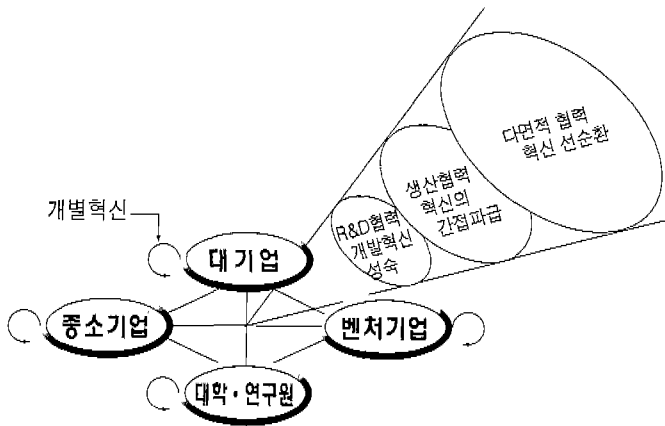 다면적 협력
혁신 선순환
생산협력
혁신의
간접파급
R&D협력
개발혁신
성숙
개별혁신
대기업
중소기업
벤처기업
대학·연구원